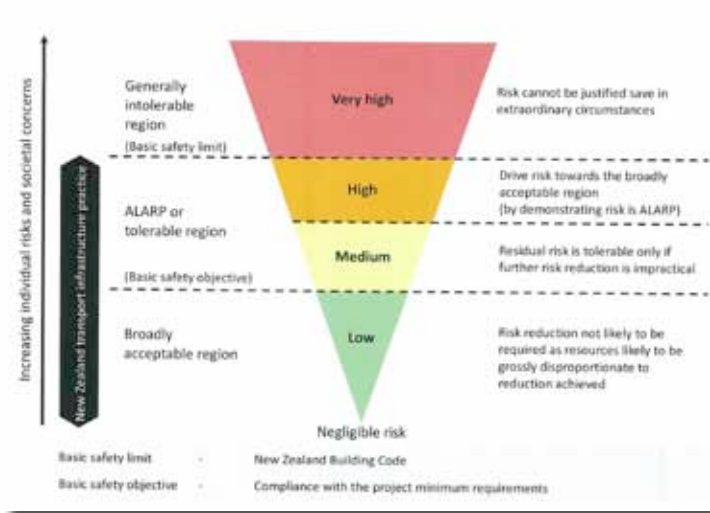 Increasing individual risks and societal concerns
New Zealand transport infrastructure practice
Generally
intolerable
region
(Basic safety limit)
Very high
Risk cannot be justified save in
extraordinary circumstances
ALARP or
tolerable region
(Basic safety objective)
High
Drive risk towards the broadly
acceptable region
(by demonstrating risk is ALARP)
Medium
Residual risk is tolerable only if
further risk reduction is impractical
Broadly
acceptable region
Low
Risk reduction not likely to be
required as resources likely to be
grossly disproportionate to
reduction achieved
Negligible risk
Basic safety limit - New Zealand Building Code
Basic safety objective - Compliance with the project minimum requirements